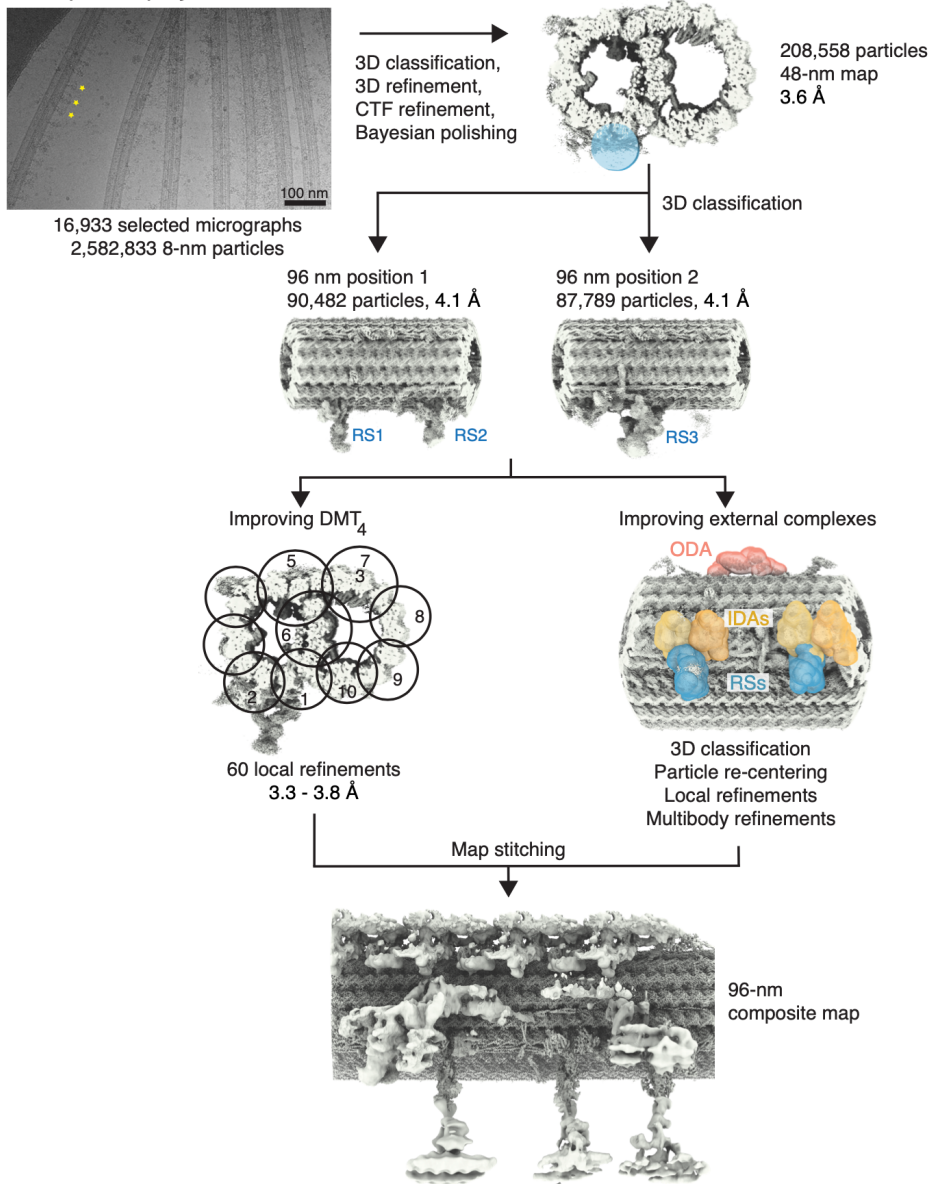 100 nm
16,933 selected micrographs
2,582,833 8-nm particles
3D classification,
3D refinement,
CTF refinement,
Bayesian polishing
208,558 particles
48-nm map
3.6 Å
3D classification
96 nm position 1
90,482 particles, 4.1 Å
RS1
RS2
96 nm position 2
87,789 particles, 4.1 Å
RS3
Improving DMT
4
5
7
3
8
6
2
1
10
9
60 local refinements
3.3 - 3.8 Å
Improving external complexes
ODA
IDAs
RSs
3D classification
Particle re-centering
Local refinements
Multibody refinements
Map stitching
96-nm
composite map